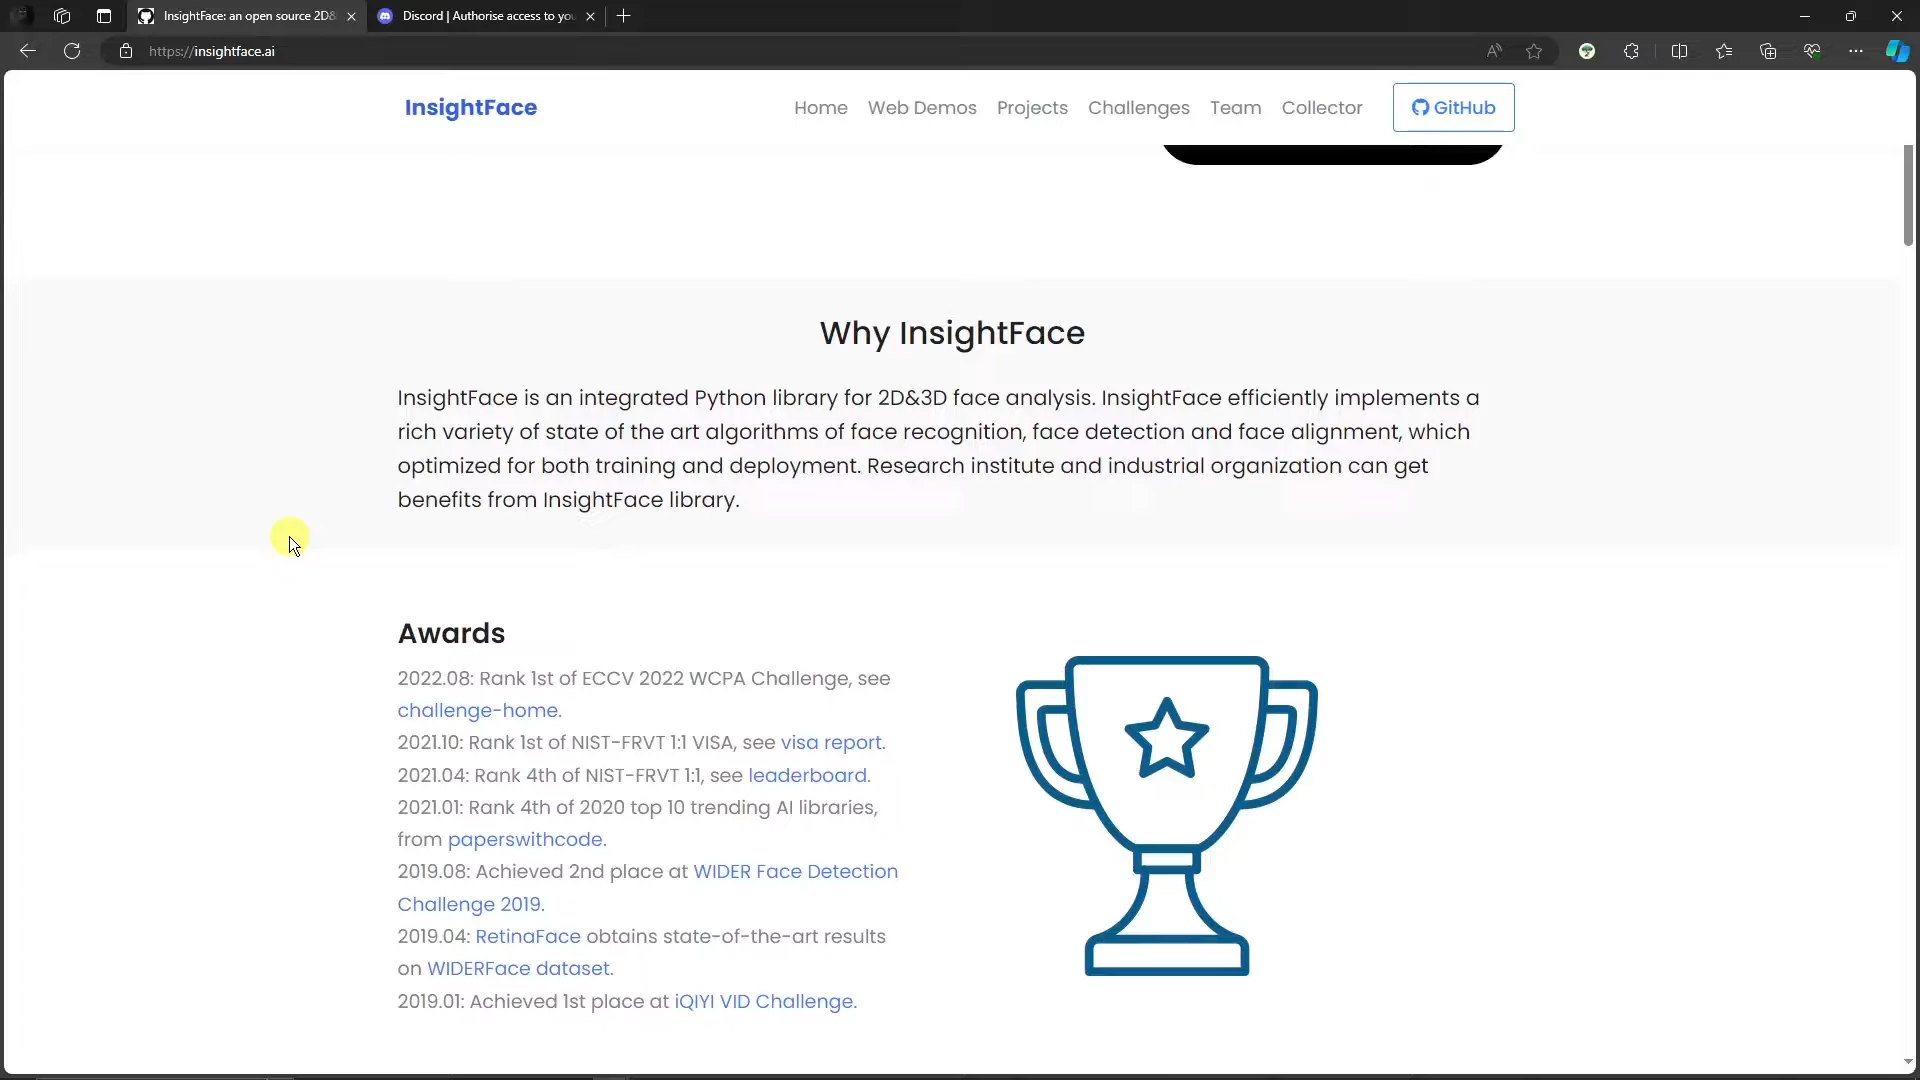 InsightFace: an open source 2D&
Discord | Authorise access to you
https://insightface.ai
InsightFace
Home
Web Demos
Projects
Challenges
Team
Collector
GitHub
Why InsightFace
InsightFace is an integrated Python library for 2D&3D face analysis. InsightFace efficiently implements a
rich variety of state of the art algorithms of face recognition, face detection and face alignment, which
optimized for both training and deployment. Research institute and industrial organization can get
benefits from InsightFace library.
Awards
2022.08: Rank 1st of ECCV 2022 WCPA Challenge, see
challenge-home.
2021.10: Rank 1st of NIST-FRVT 1:1 VISA, see visa report.
2021.04: Rank 4th of NIST-FRVT 1:1, see leaderboard.
2021.01: Rank 4th of 2020 top 10 trending AI libraries,
from paperswithcode.
2019.08: Achieved 2nd place at WIDER Face Detection
Challenge 2019.
2019.04: RetinaFace obtains state-of-the-art results
on WIDERFace dataset.
2019.01: Achieved 1st place at iQIYI VID Challenge.